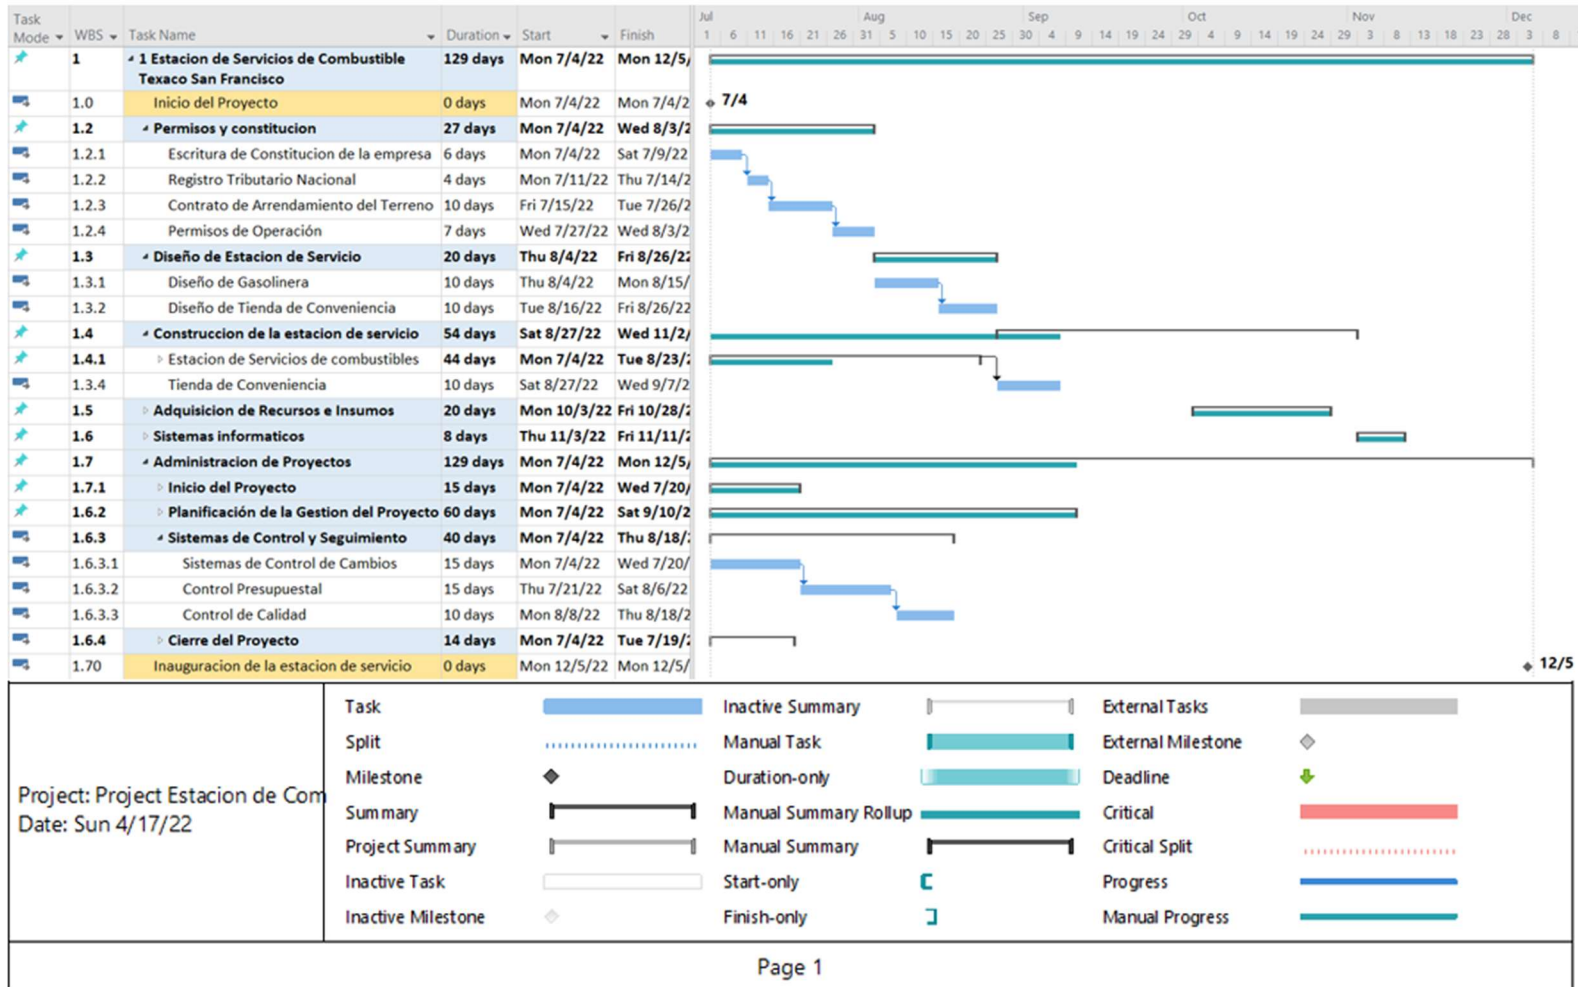 Task Mode WBS Task Name Duration Start Finish
Jul Aug Sep Oct Nov Dec
1 6 11 16 21 26 31 5 10 15 20 25 30 4 9 14 19 24 29 4 9 14 19 24 29 3 8 13 18 23 28 3 8
1 1 Estacion de Servicios de Combustible Texaco San Francisco 129 days Mon 7/4/22 Mon 12/5/
1.0 Inicio del Proyecto 0 days Mon 7/4/22 Mon 7/4/2 7/4
1.2 Permisos y constitucion 27 days Mon 7/4/22 Wed 8/3/2
1.2.1 Escritura de Constitucion de la empresa 6 days Mon 7/4/22 Sat 7/9/22
1.2.2 Registro Tributario Nacional 4 days Mon 7/11/22 Thu 7/14/2
1.2.3 Contrato de Arrendamiento del Terreno 10 days Fri 7/15/22 Tue 7/26/2
1.2.4 Permisos de Operación 7 days Wed 7/27/22 Wed 8/3/2
1.3 Diseño de Estacion de Servicio 20 days Thu 8/4/22 Fri 8/26/22
1.3.1 Diseño de Gasolinera 10 days Thu 8/4/22 Mon 8/15/
1.3.2 Diseño de Tienda de Conveniencia 10 days Tue 8/16/22 Fri 8/26/22
1.4 Construccion de la estacion de servicio 54 days Sat 8/27/22 Wed 11/2/
1.4.1 Estacion de Servicios de combustibles 44 days Mon 7/4/22 Tue 8/23/2
1.3.4 Tienda de Conveniencia 10 days Sat 8/27/22 Wed 9/7/2
1.5 Adquisicion de Recursos e Insumos 20 days Mon 10/3/22 Fri 10/28/2
1.6 Sistemas informaticos 8 days Thu 11/3/22 Fri 11/11/2
1.7 Administracion de Proyectos 129 days Mon 7/4/22 Mon 12/5/
1.7.1 Inicio del Proyecto 15 days Mon 7/4/22 Wed 7/20/
1.6.2 Planificación de la Gestion del Proyecto 60 days Mon 7/4/22 Sat 9/10/2
1.6.3 Sistemas de Control y Seguimiento 40 days Mon 7/4/22 Thu 8/18/
1.6.3.1 Sistemas de Control de Cambios 15 days Mon 7/4/22 Wed 7/20/
1.6.3.2 Control Presupuestal 15 days Thu 7/21/22 Sat 8/6/22
1.6.3.3 Control de Calidad 10 days Mon 8/8/22 Thu 8/18/2
1.6.4 Cierre del Proyecto 14 days Mon 7/4/22 Tue 7/19/2
1.70 Inauguracion de la estacion de servicio 0 days Mon 12/5/22 Mon 12/5/ 12/5
Project: Project Estacion de Com
Date: Sun 4/17/22
Task Inactive Summary External Tasks
Split Manual Task External Milestone
Milestone Duration-only Deadline
Summary Manual Summary Rollup Critical
Project Summary Manual Summary Critical Split
Inactive Task Start-only Progress
Inactive Milestone Finish-only Manual Progress
Page 1